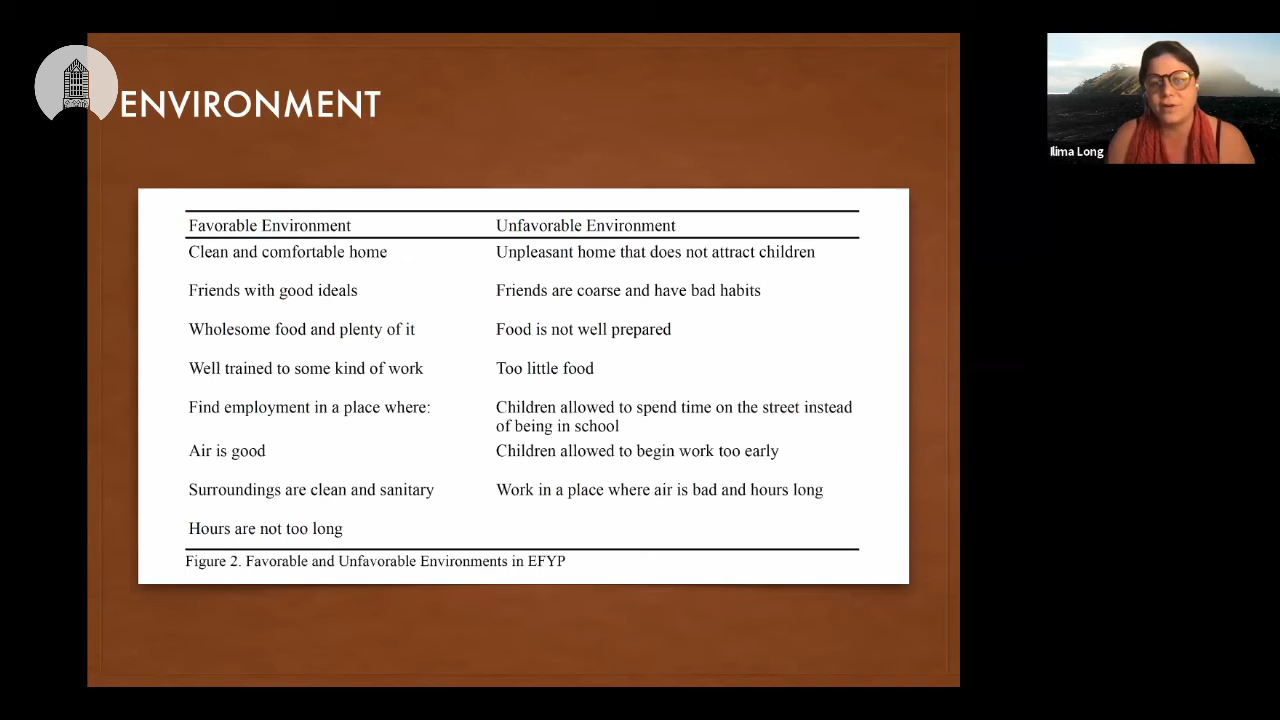 ENVIRONMENT
Ilima Long
Favorable Environment Unfavorable Environment
Clean and comfortable home Unpleasant home that does not attract children
Friends with good ideals Friends are coarse and have bad habits
Wholesome food and plenty of it Food is not well prepared
Well trained to some kind of work Too little food
Find employment in a place where: Children allowed to spend time on the street instead
of being in school
Air is good Children allowed to begin work too early
Surroundings are clean and sanitary Work in a place where air is bad and hours long
Hours are not too long
Figure 2. Favorable and Unfavorable Environments in EFYP